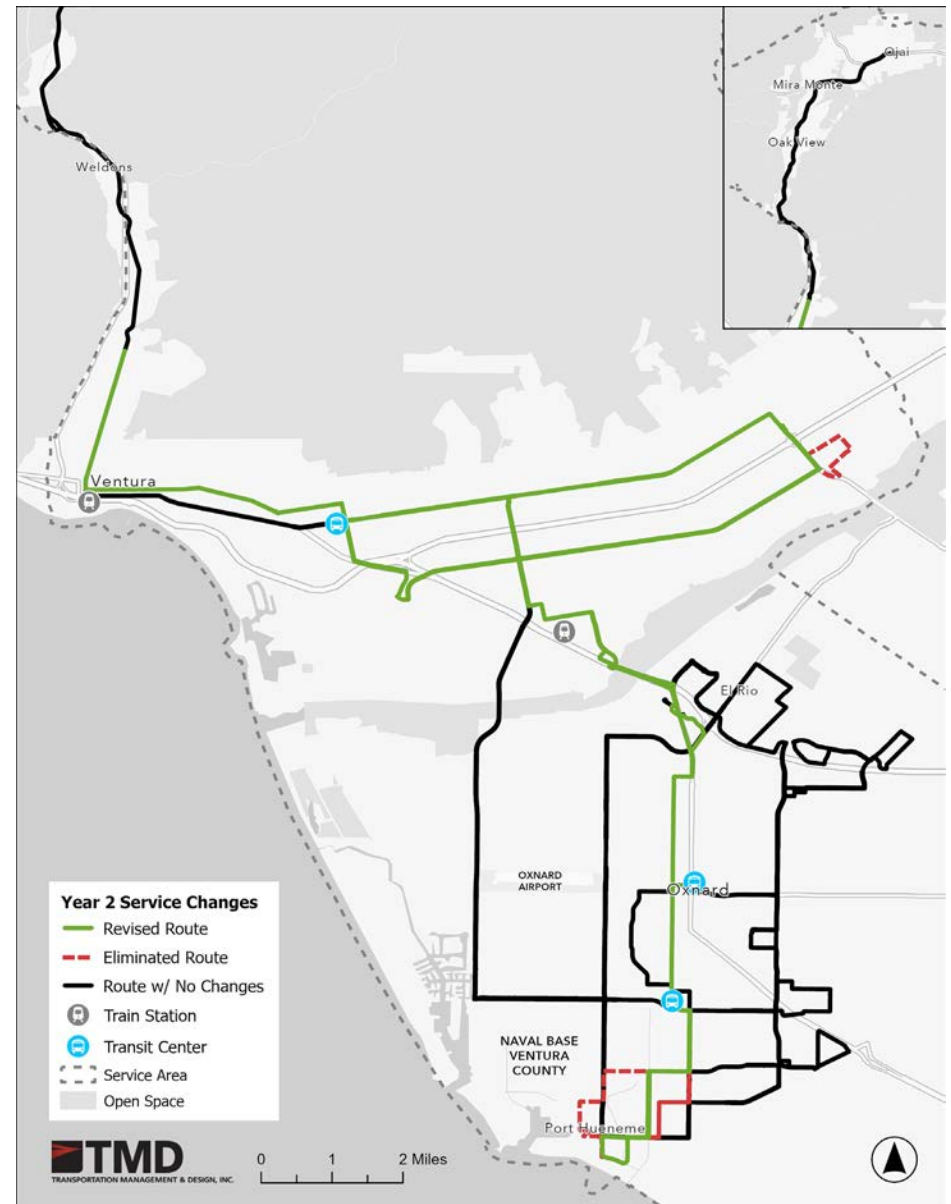 Ojai
Mira Monte
Oak View
Weldons
Ventura
El Rio
OXNARD
AIRPORT
Oxnard
NAVAL BASE
VENTURA
COUNTY
Port Hueneme
Year 2 Service Changes
Revised Route
Eliminated Route
Route w/ No Changes
Train Station
Transit Center
Service Area
Open Space
TMD
TRANSPORTATION MANAGEMENT & DESIGN, INC.
0 1 2 Miles